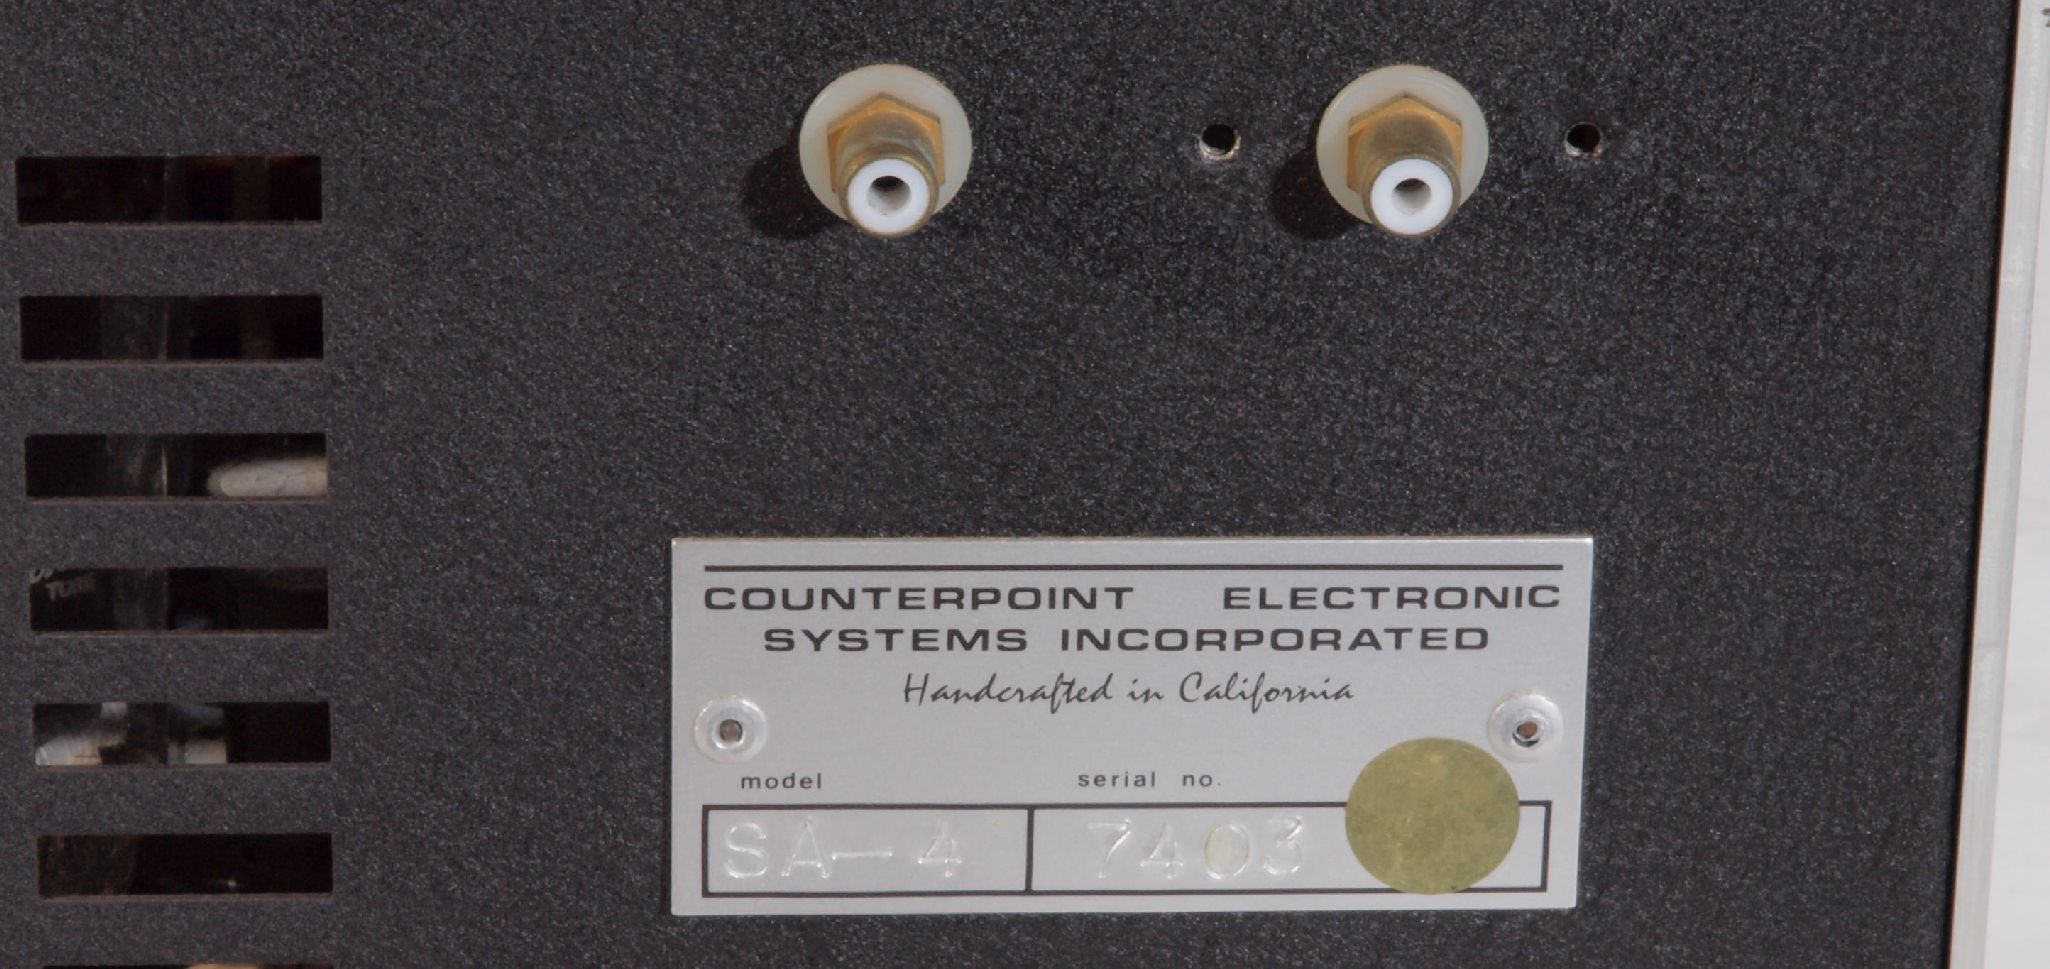 COUNTERPOINT ELECTRONIC
SYSTEMS INCORPORATED
Handcrafted in California
model serial no.
SA-4 7403